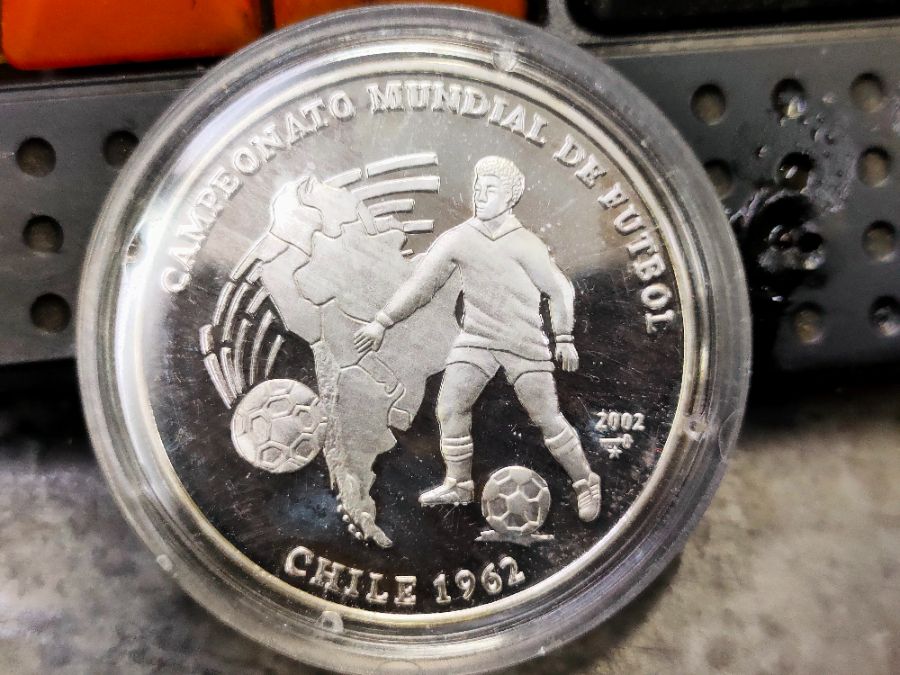 CAMPEONATO MUNDIAL DE FUTBOL
2002
CHILE 1962